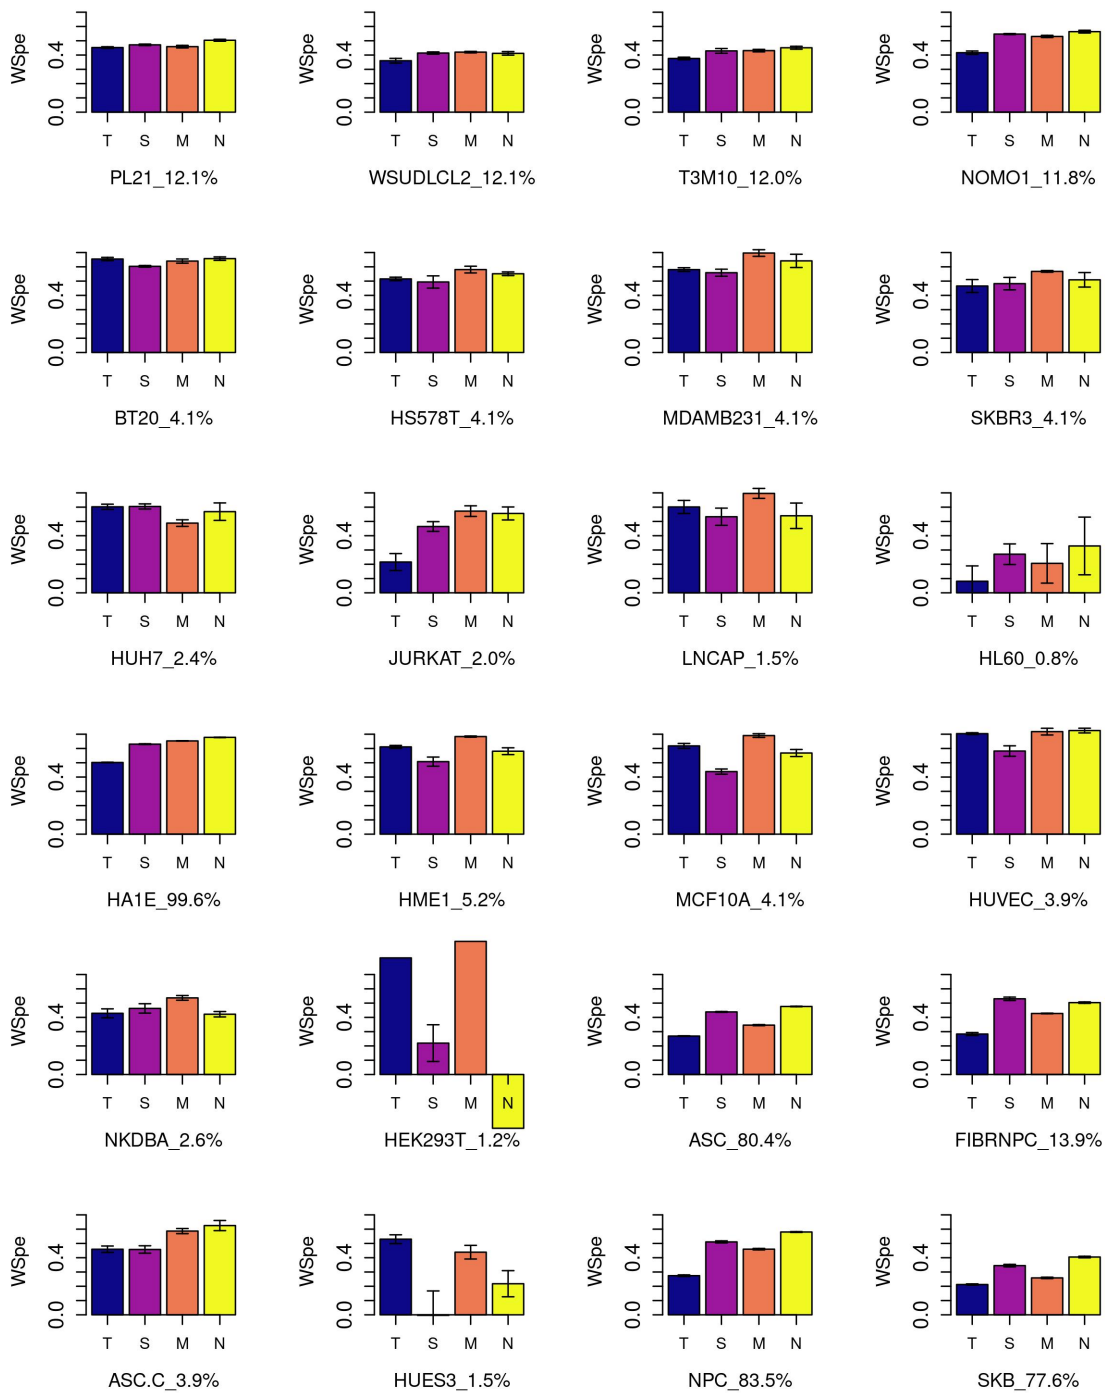 WSpe 0.0 0.4 T S M N WSpe 0.0 0.4 T S M N WSpe 0.0 0.4 T S M N WSpe 0.0 0.4 T S M N
PL21_12.1% WSUDLCL2_12.1% T3M10_12.0% NOMO1_11.8%
WSpe 0.0 0.4 T S M N WSpe 0.0 0.4 T S M N WSpe 0.0 0.4 T S M N WSpe 0.0 0.4 T S M N
BT20_4.1% HS578T_4.1% MDAMB231_4.1% SKBR3_4.1%
WSpe 0.0 0.4 T S M N WSpe 0.0 0.4 T S M N WSpe 0.0 0.4 T S M N WSpe 0.0 0.4 T S M N
HUH7_2.4% JURKAT_2.0% LNCAP_1.5% HL60_0.8%
WSpe 0.0 0.4 T S M N WSpe 0.0 0.4 T S M N WSpe 0.0 0.4 T S M N WSpe 0.0 0.4 T S M N
HA1E_99.6% HME1_5.2% MCF10A_4.1% HUVEC_3.9%
WSpe 0.0 0.4 T S M N WSpe 0.0 0.4 T S M N WSpe 0.0 0.4 T S M N WSpe 0.0 0.4 T S M N
NKDBA_2.6% HEK293T_1.2% ASC_80.4% FIBRNPC_13.9%
WSpe 0.0 0.4 T S M N WSpe 0.0 0.4 T S M N WSpe 0.0 0.4 T S M N WSpe 0.0 0.4 T S M N
ASC.C_3.9% HUES3_1.5% NPC_83.5% SKB_77.6%